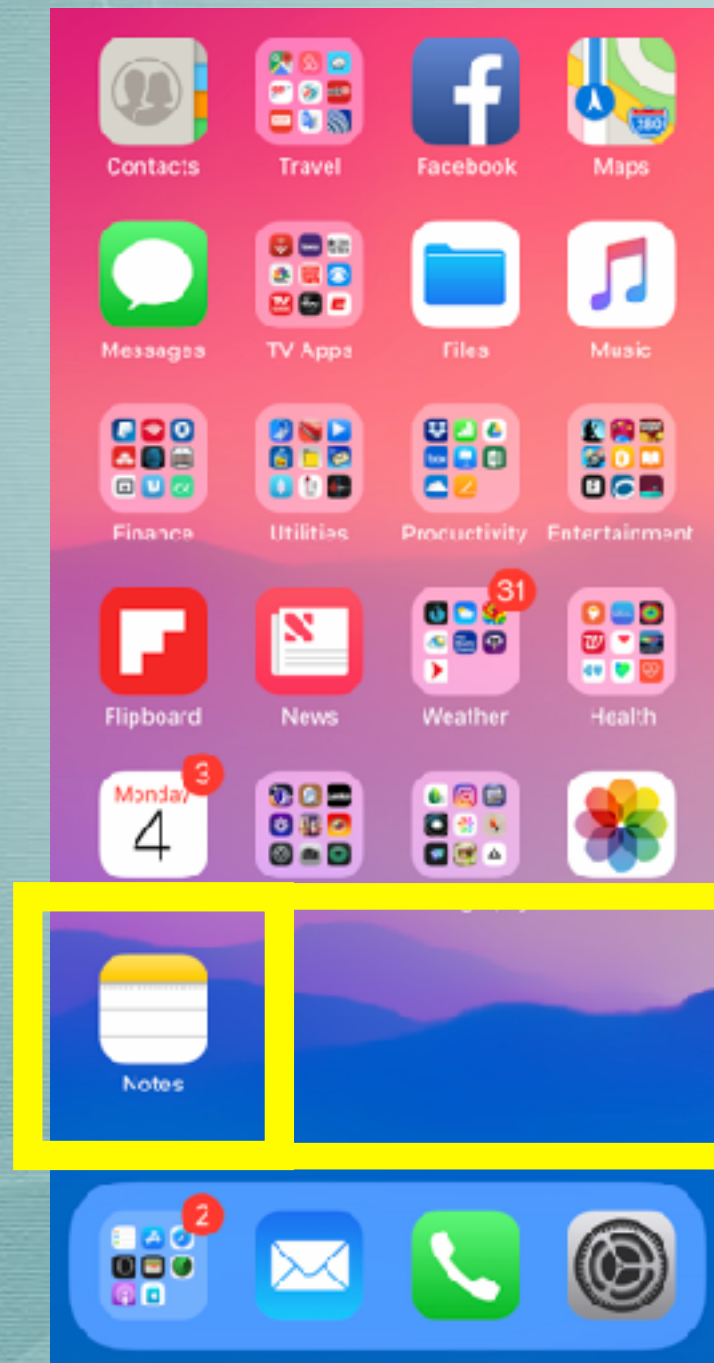 Contacts Travel Facebook Maps
280
Messages TV Apps Files Music
Finance Utilities Productivity Entertainment
31
Flipboard News Weather Health
3
Monday
4
Notes
2